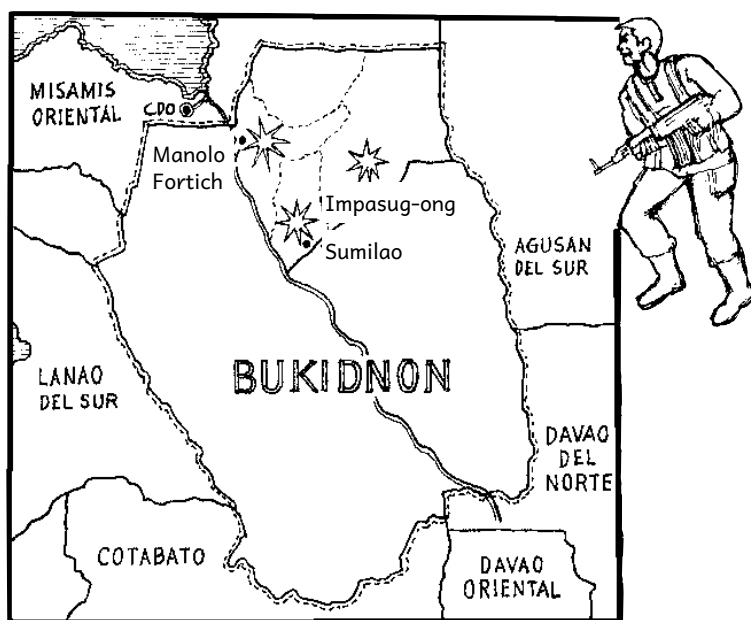 MISAMIS
ORIENTAL
CDO
Manolo
Fortich
Impasug-ong
Sumilao
AGUSAN
DEL SUR
BUKIDNON
LANAO
DEL SUR
DAVAO
DEL
NORTE
COTABATO
DAVAO
ORIENTAL